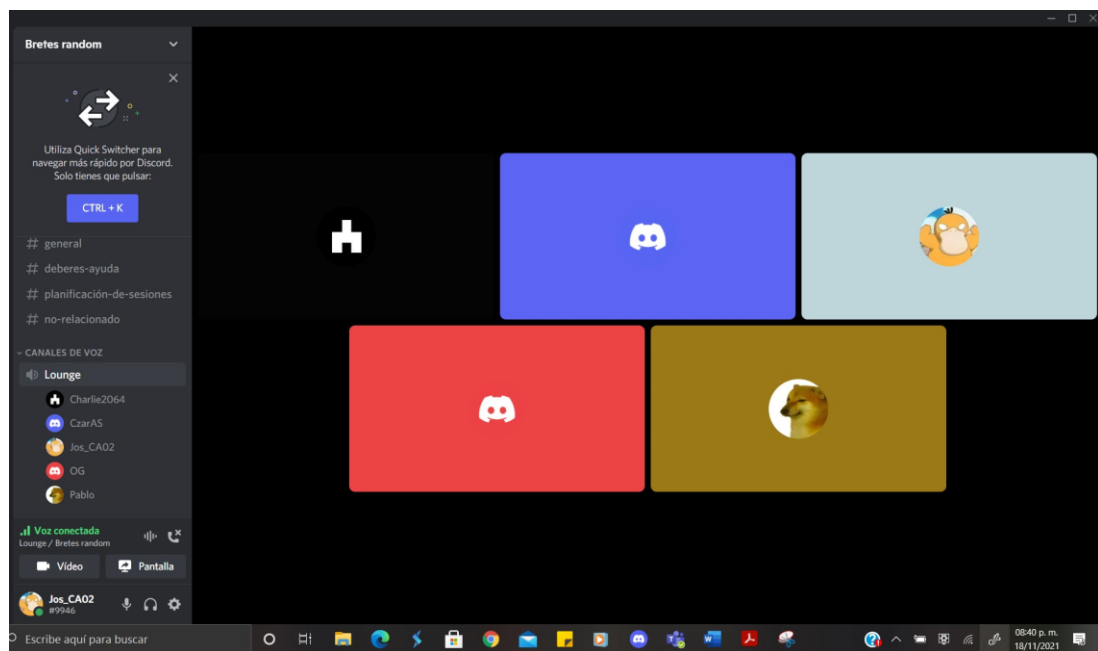 Bretes random
Utiliza Quick Switcher para
navegar más rápido por Discord.
Solo tienes que pulsar:
CTRL + K
# general
# deberes-ayuda
# planificación-de-sesiones
# no-relacionado
CANALES DE VOZ
Lounge
Charlie2064
CzarAS
Jos_CA02
OG
Pablo
Voz conectada
Lounge / Bretes random
Vídeo
Pantalla
Jos_CA02
#9946
Escribe aquí para buscar
08:40 p. m.
18/11/2021